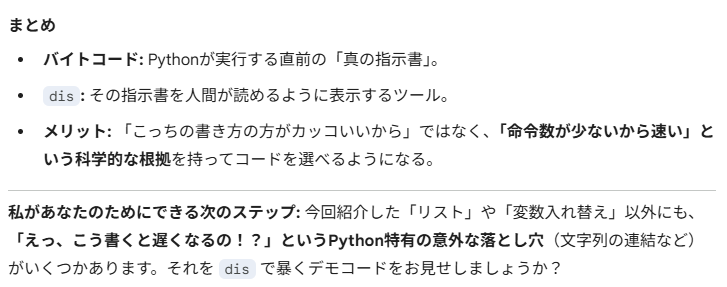 まとめ
バイトコード: Pythonが実行する直前の「真の指示書」。
dis : その指示書を人間が読めるように表示するツール。
メリット: 「こっちの書き方の方がカッコいいから」ではなく、「命令数が少ないから速い」と
いう科学的な根拠を持ってコードを選べるようになる。
私があなたのためにできる次のステップ: 今回紹介した「リスト」や「変数入れ替え」以外にも、
「えっ、こう書くと遅くなるの！？」というPython特有の意外な落とし穴（文字列の連結など）
がいくつかあります。それを dis で暴くデモコードをお見せしましょうか？